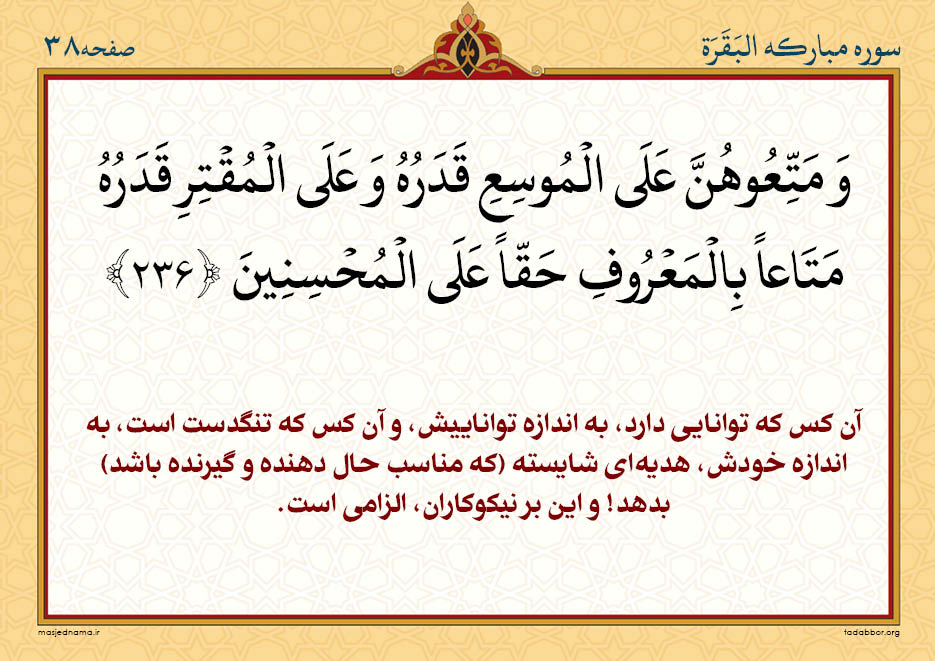 سوره مبارکه البَقَرَة
صفحه۳۸
وَ مَتِّعُوهُنَّ عَلَى الْمُوسِعِ قَدَرُهُ وَ عَلَى الْمُقْتِرِ قَدَرُهُ
مَتَاعاً بِالْمَعْرُوفِ حَقّاً عَلَى الْمُحْسِنِينَ ﴿۲۳۶﴾
آن کس که توانایی دارد، به اندازه تواناییش، و آن کس که تنگدست است، به
اندازه خودش، هدیه‌ای شایسته (که مناسب حال دهنده و گیرنده باشد)
بدهد! و این بر نیکوکاران، الزامی است.
masjednama.ir
tadabbor.org